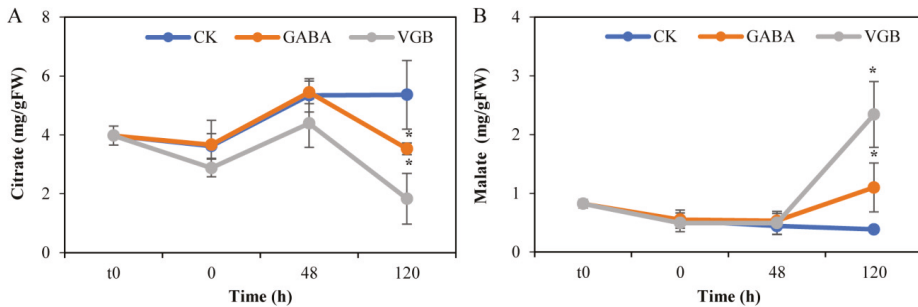 A
CK GABA VGB
Citrate (mg/gFW)
8
6
4
2
0
*
*
t0 0 48 120
Time (h)
B
CK GABA VGB
Malate (mg/gFW)
4
3
2
1
0
*
*
t0 0 48 120
Time (h)